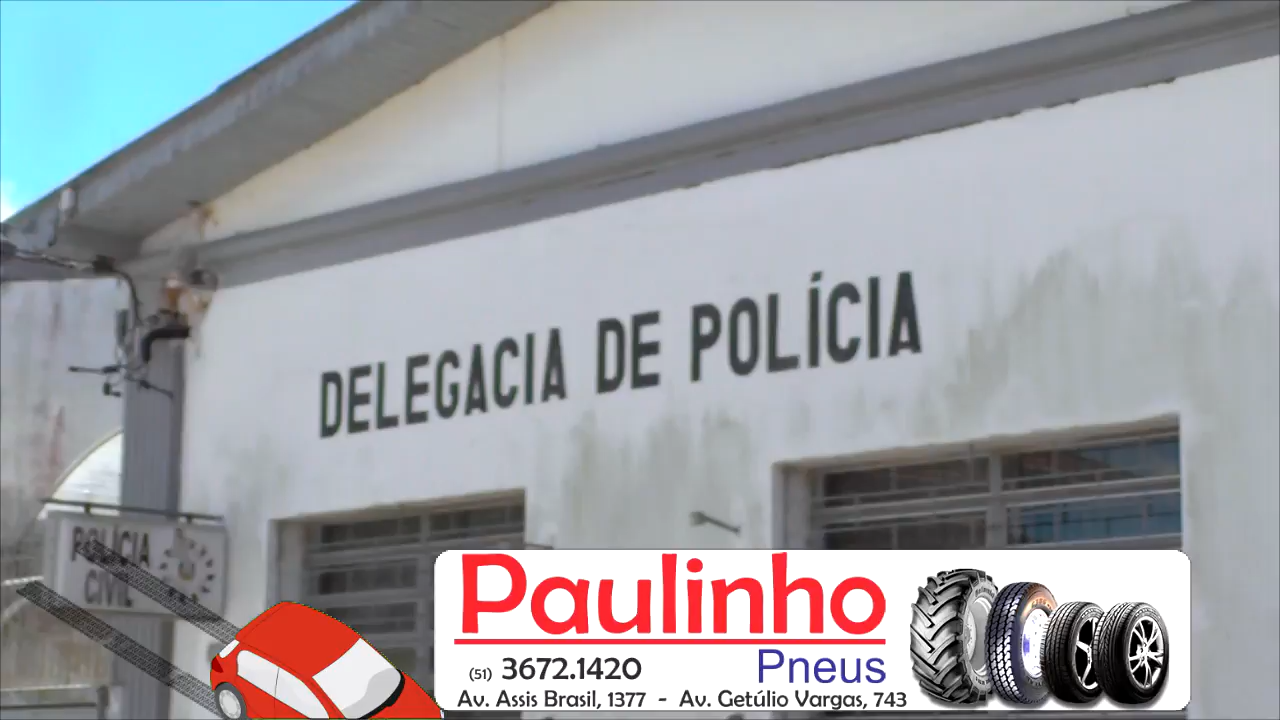 DELEGACIA DE POLÍCIA
POLÍCIA
CIVIL
Paulinho
Pneus
(51) 3672.1420
Av. Assis Brasil, 1377 - Av. Getúlio Vargas, 743